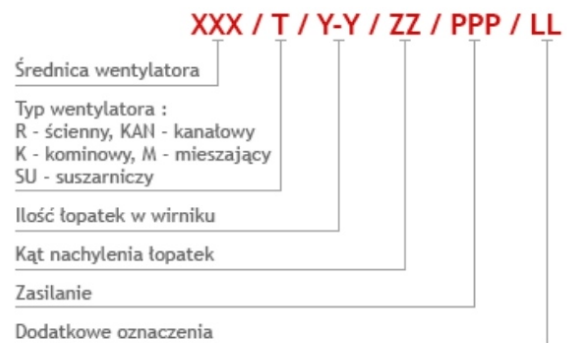 XXX / T / Y-Y / ZZ / PPP / LL
Średnica wentylatora
Typ wentylatora :
R - ścienny, KAN - kanałowy
K - kominowy, M - mieszający
SU - suszarniczy
Ilość łopatek w wirniku
Kąt nachylenia łopatek
Zasilanie
Dodatkowe oznaczenia